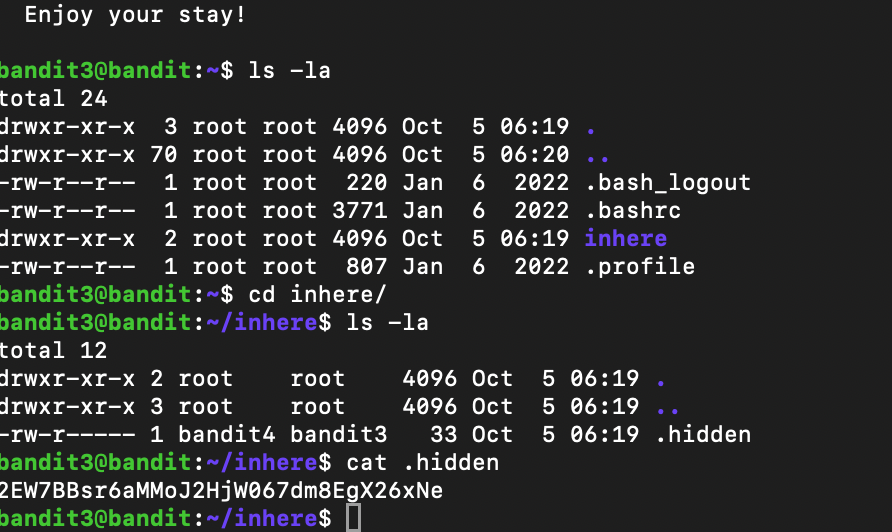 Enjoy your stay!
bandit3@bandit:~$ ls -la
total 24
drwxr-xr-x  3 root root 4096 Oct  5 06:19 .
drwxr-xr-x 70 root root 4096 Oct  5 06:20 ..
-rw-r--r--  1 root root  220 Jan  6  2022 .bash_logout
-rw-r--r--  1 root root 3771 Jan  6  2022 .bashrc
drwxr-xr-x  2 root root 4096 Oct  5 06:19 inhere
-rw-r--r--  1 root root  807 Jan  6  2022 .profile
bandit3@bandit:~$ cd inhere/
bandit3@bandit:~/inhere$ ls -la
total 12
drwxr-xr-x 2 root    root    4096 Oct  5 06:19 .
drwxr-xr-x 3 root    root    4096 Oct  5 06:19 ..
-rw-r----- 1 bandit4 bandit3   33 Oct  5 06:19 .hidden
bandit3@bandit:~/inhere$ cat .hidden
2EW7BBsr6aMMoJ2HjW067dm8EgX26xNe
bandit3@bandit:~/inhere$